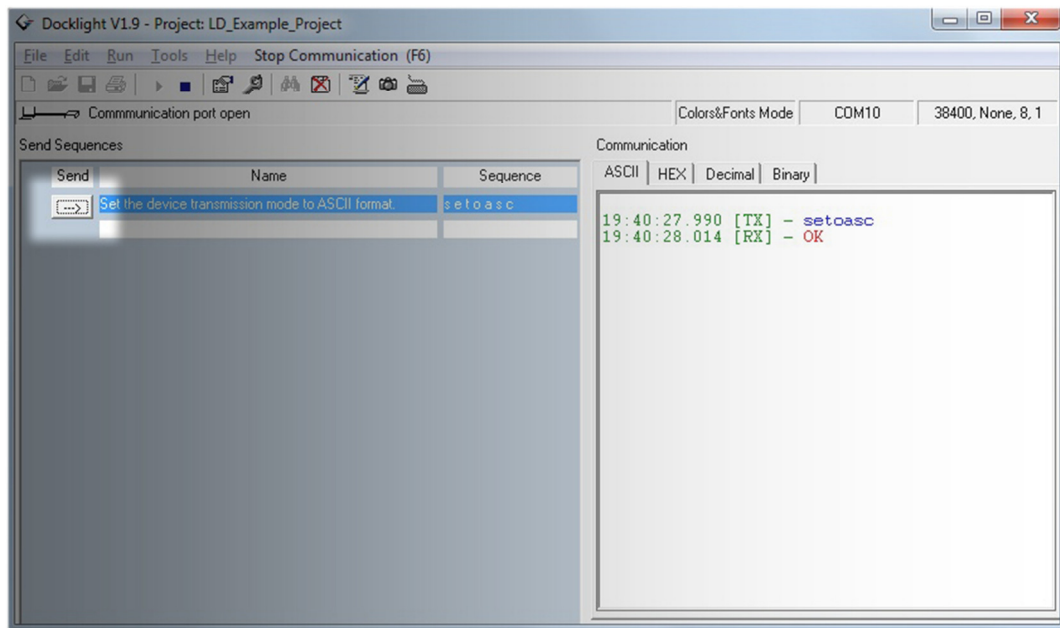 Docklight V1.9 - Project: LD_Example_Project
File Edit Run Tools Help Stop Communication (F6)
Commmunication port open
Colors&Fonts Mode
COM10
38400, None, 8, 1
Send Sequences
Send Name Sequence
---> Set the device transmission mode to ASCII format. s e t o a s c
Communication
ASCII HEX Decimal Binary
19:40:27.990 [TX] - setoasc
19:40:28.014 [RX] - OK